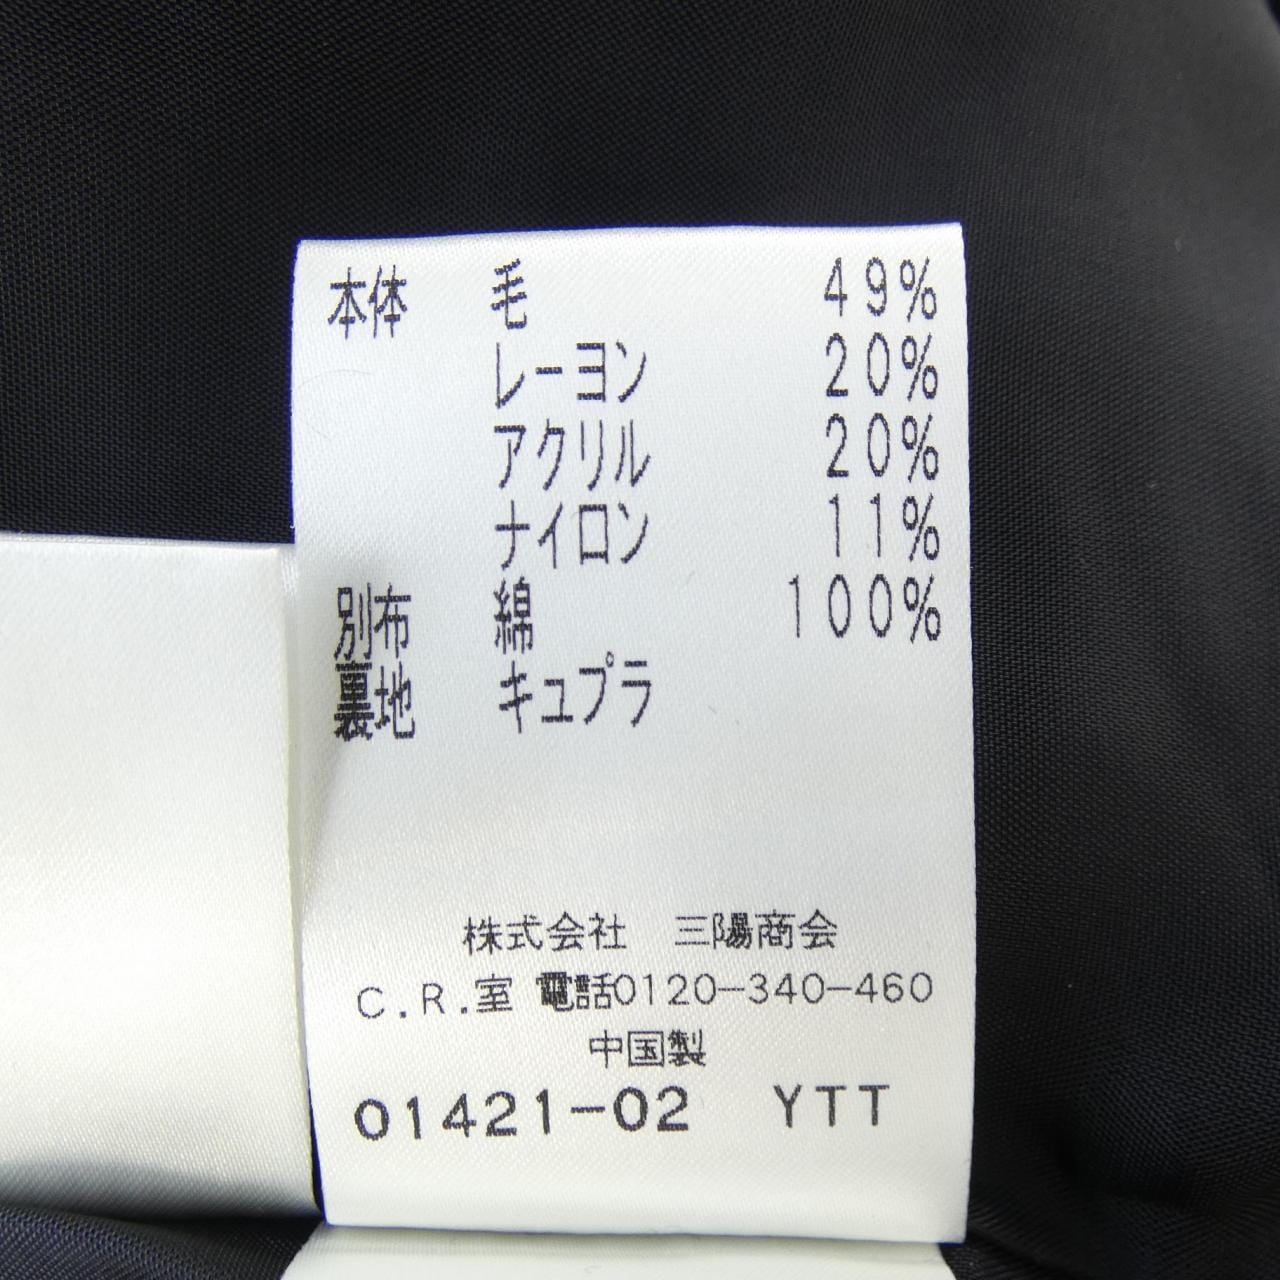 本体 毛 49%
レーヨン 20%
アクリル 20%
ナイロン 11%
別布 綿 100%
裏地 キュプラ
株式会社 三陽商会
C.R.室 電話0120-340-460
中国製
01421-02 YTT